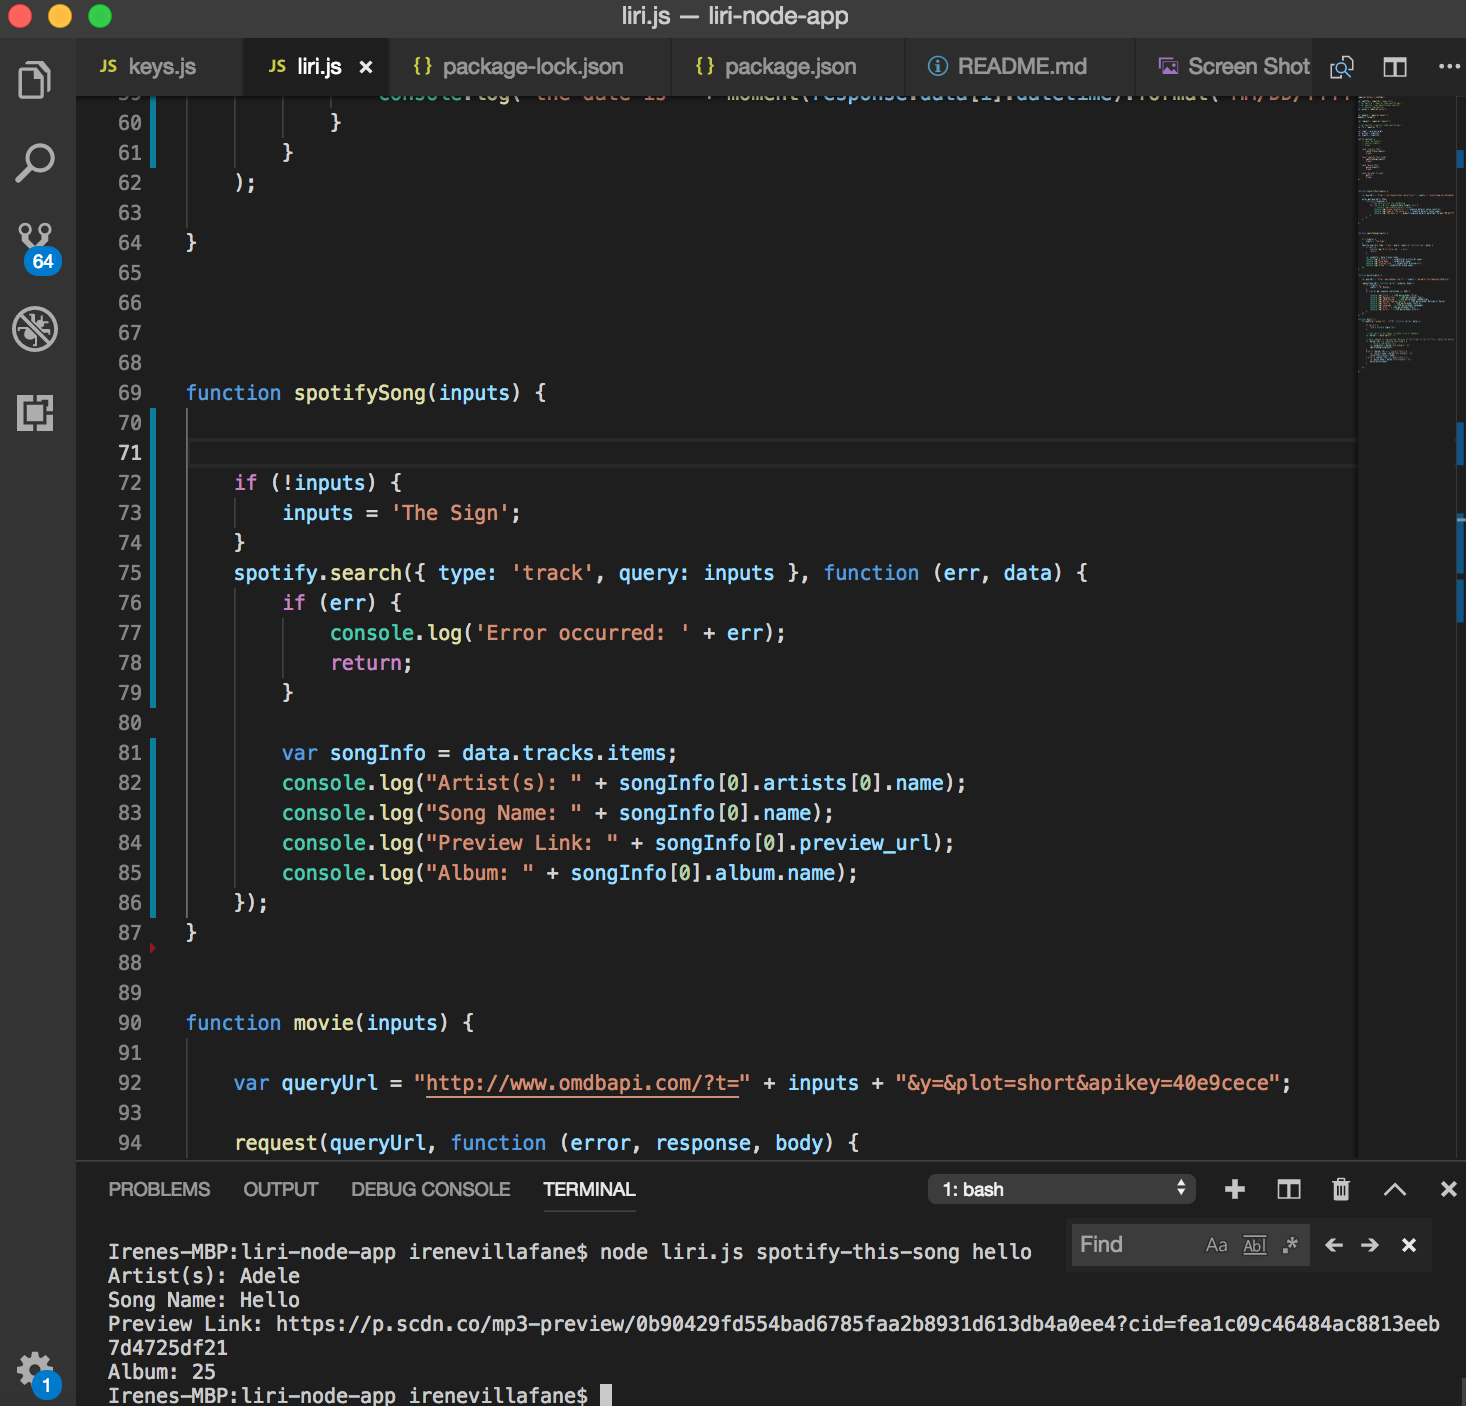 liri.js — liri-node-app
JS keys.js JS liri.js × {} package-lock.json {} package.json README.md Screen Shot
60 }
61 }
62 );
63
64 }
65
66
67
68
69 function spotifySong(inputs) {
70
71
72 if (!inputs) {
73 inputs = 'The Sign';
74 }
75 spotify.search({ type: 'track', query: inputs }, function (err, data) {
76 if (err) {
77 console.log('Error occurred: ' + err);
78 return;
79 }
80
81 var songInfo = data.tracks.items;
82 console.log("Artist(s): " + songInfo[0].artists[0].name);
83 console.log("Song Name: " + songInfo[0].name);
84 console.log("Preview Link: " + songInfo[0].preview_url);
85 console.log("Album: " + songInfo[0].album.name);
86 });
87 }
88
89
90 function movie(inputs) {
91
92 var queryUrl = "http://www.omdbapi.com/?t=" + inputs + "&y=&plot=short&apikey=40e9cece";
93
94 request(queryUrl, function (error, response, body) {
64
1
PROBLEMS OUTPUT DEBUG CONSOLE TERMINAL 1: bash
Find Aa Abl .*
Irenes-MBP:liri-node-app irenevillafane$ node liri.js spotify-this-song hello
Artist(s): Adele
Song Name: Hello
Preview Link: https://p.scdn.co/mp3-preview/0b90429fd554bad6785faa2b8931d613db4a0ee4?cid=fea1c09c46484ac8813eeb
7d4725df21
Album: 25
Irenes-MBP:liri-node-app irenevillafane$